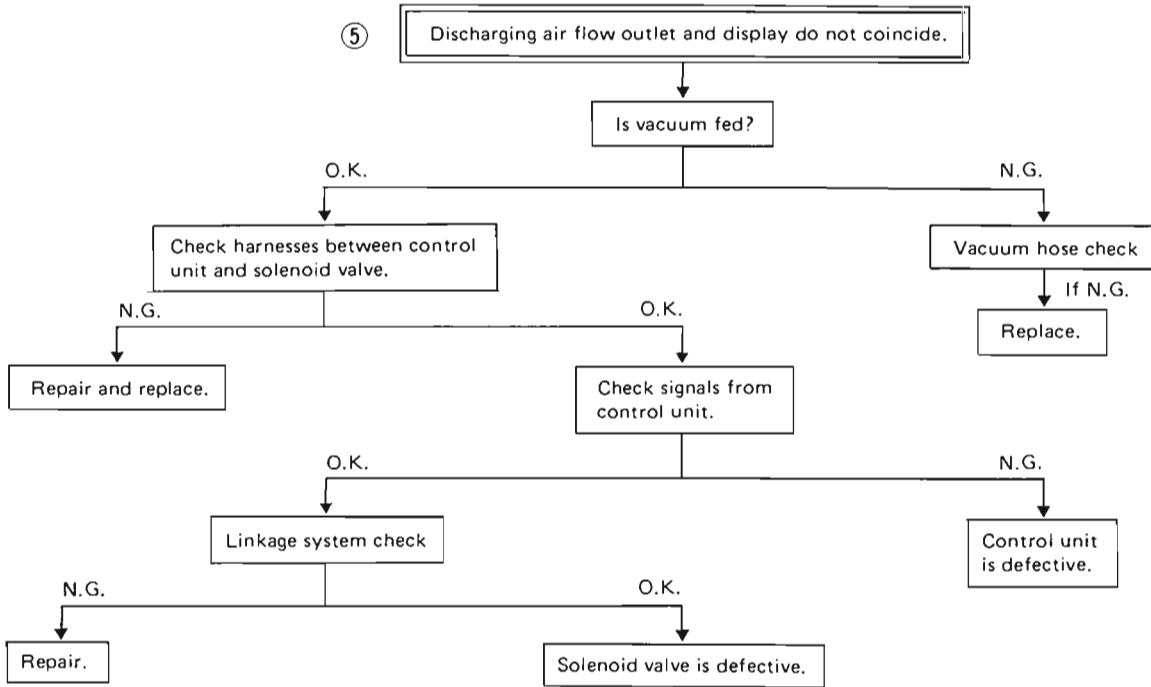 ⑤
Discharging air flow outlet and display do not coincide.
Is vacuum fed?
O.K.
N.G.
Check harnesses between control
unit and solenoid valve.
Vacuum hose check
If N.G.
Replace.
N.G.
O.K.
Repair and replace.
Check signals from
control unit.
O.K.
N.G.
Linkage system check
Control unit
is defective.
N.G.
O.K.
Repair.
Solenoid valve is defective.